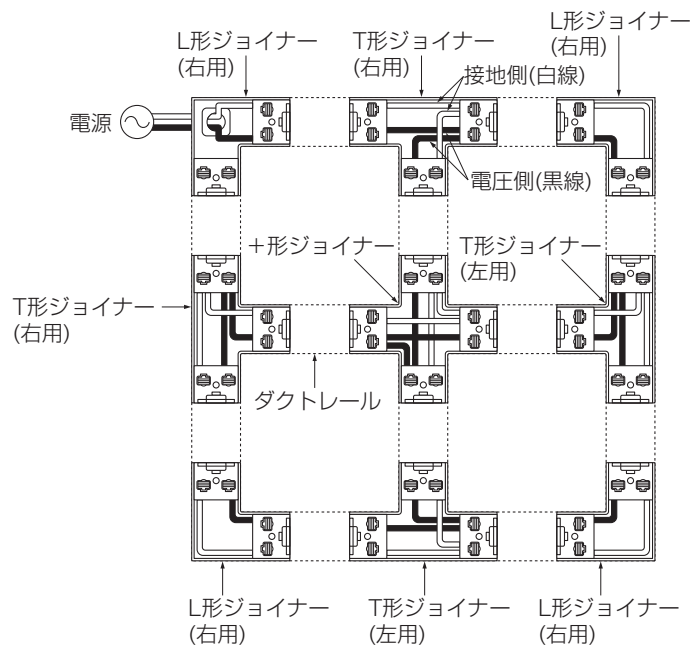 L形ジョイナー
(右用)
T形ジョイナー
(右用)
L形ジョイナー
(右用)
接地側(白線)
電源
電圧側(黒線)
+形ジョイナー
T形ジョイナー
(左用)
T形ジョイナー
(右用)
ダクトレール
L形ジョイナー
(右用)
T形ジョイナー
(左用)
L形ジョイナー
(右用)